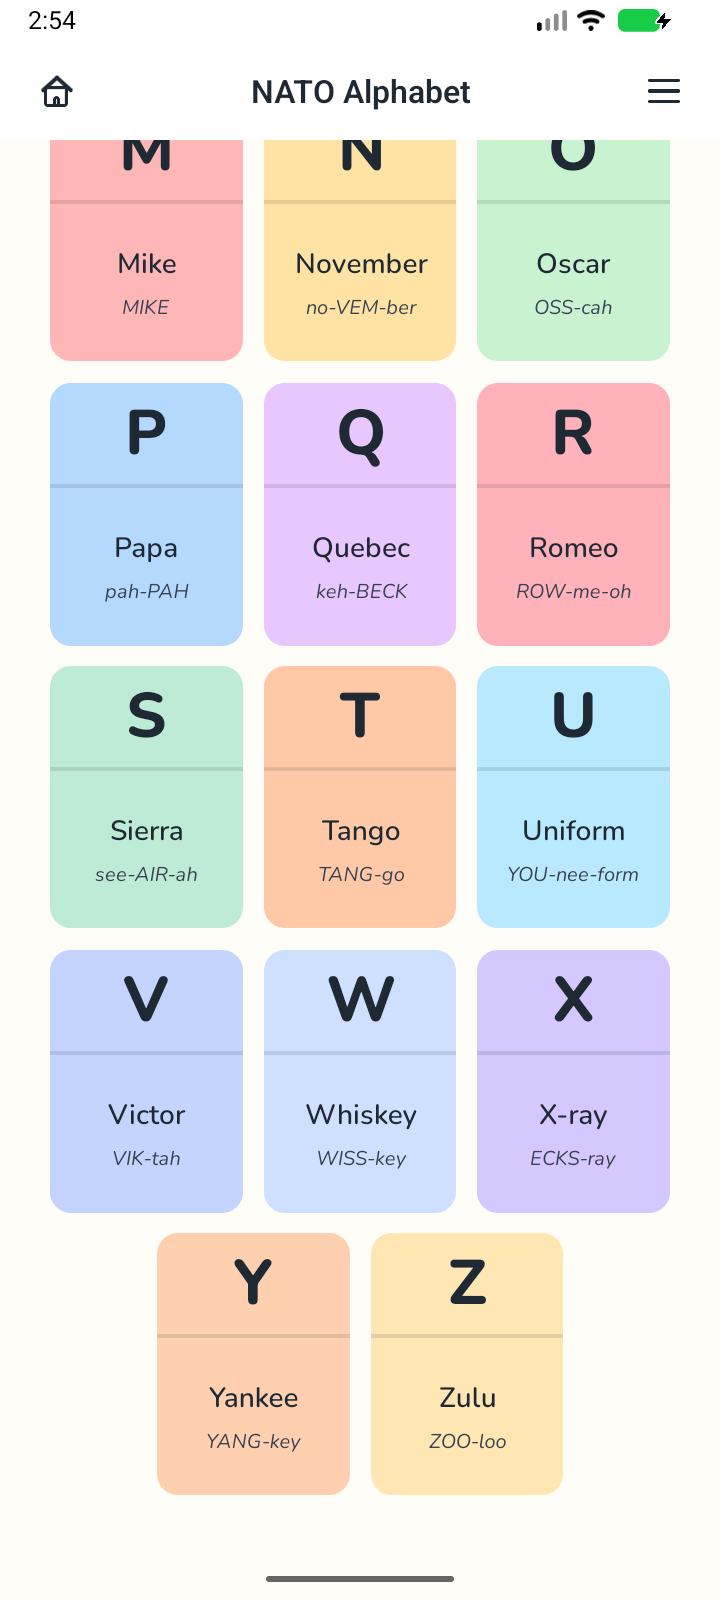 2:54
NATO Alphabet
M
N
O
Mike
MIKE
November
no-VEM-ber
Oscar
OSS-cah
P
Papa
pah-PAH
Q
Quebec
keh-BECK
R
Romeo
ROW-me-oh
S
Sierra
see-AIR-ah
T
Tango
TANG-go
U
Uniform
YOU-nee-form
V
Victor
VIK-tah
W
Whiskey
WISS-key
X
X-ray
ECKS-ray
Y
Yankee
YANG-key
Z
Zulu
ZOO-loo